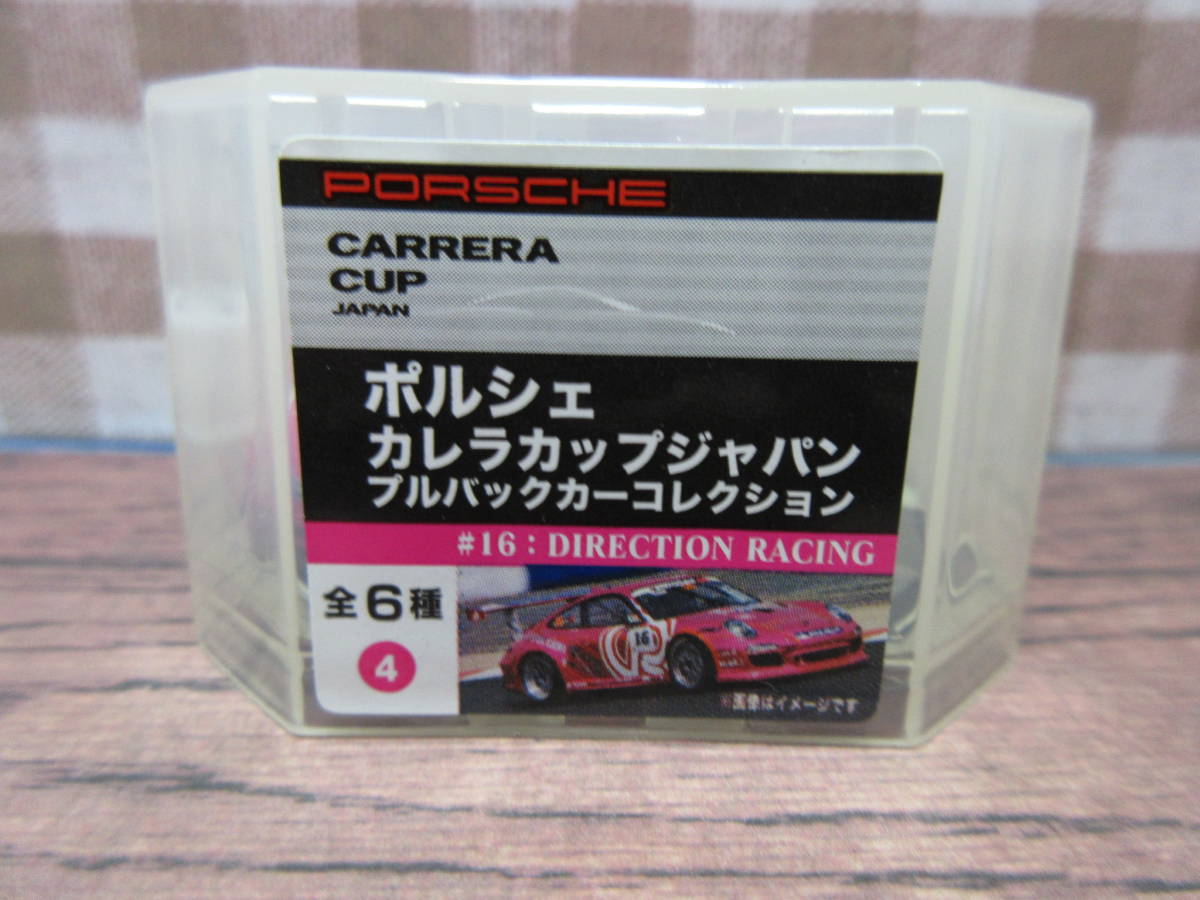 PORSCHE
CARRERA
CUP
JAPAN
ポルシェ
カレラカップジャパン
プルバックカーコレクション
#16 : DIRECTION RACING
全6種
4
16
※画像はイメージです